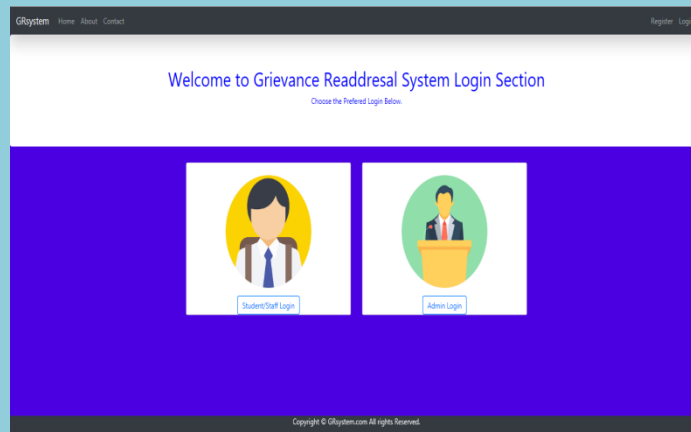 GRsystem Home About Contact Register Login
Welcome to Grievance Readdresal System Login Section
Choose the Prefered Login Below.
Student/Staff Login
Admin Login
Copyright © GRsystem.com All rights Reserved.